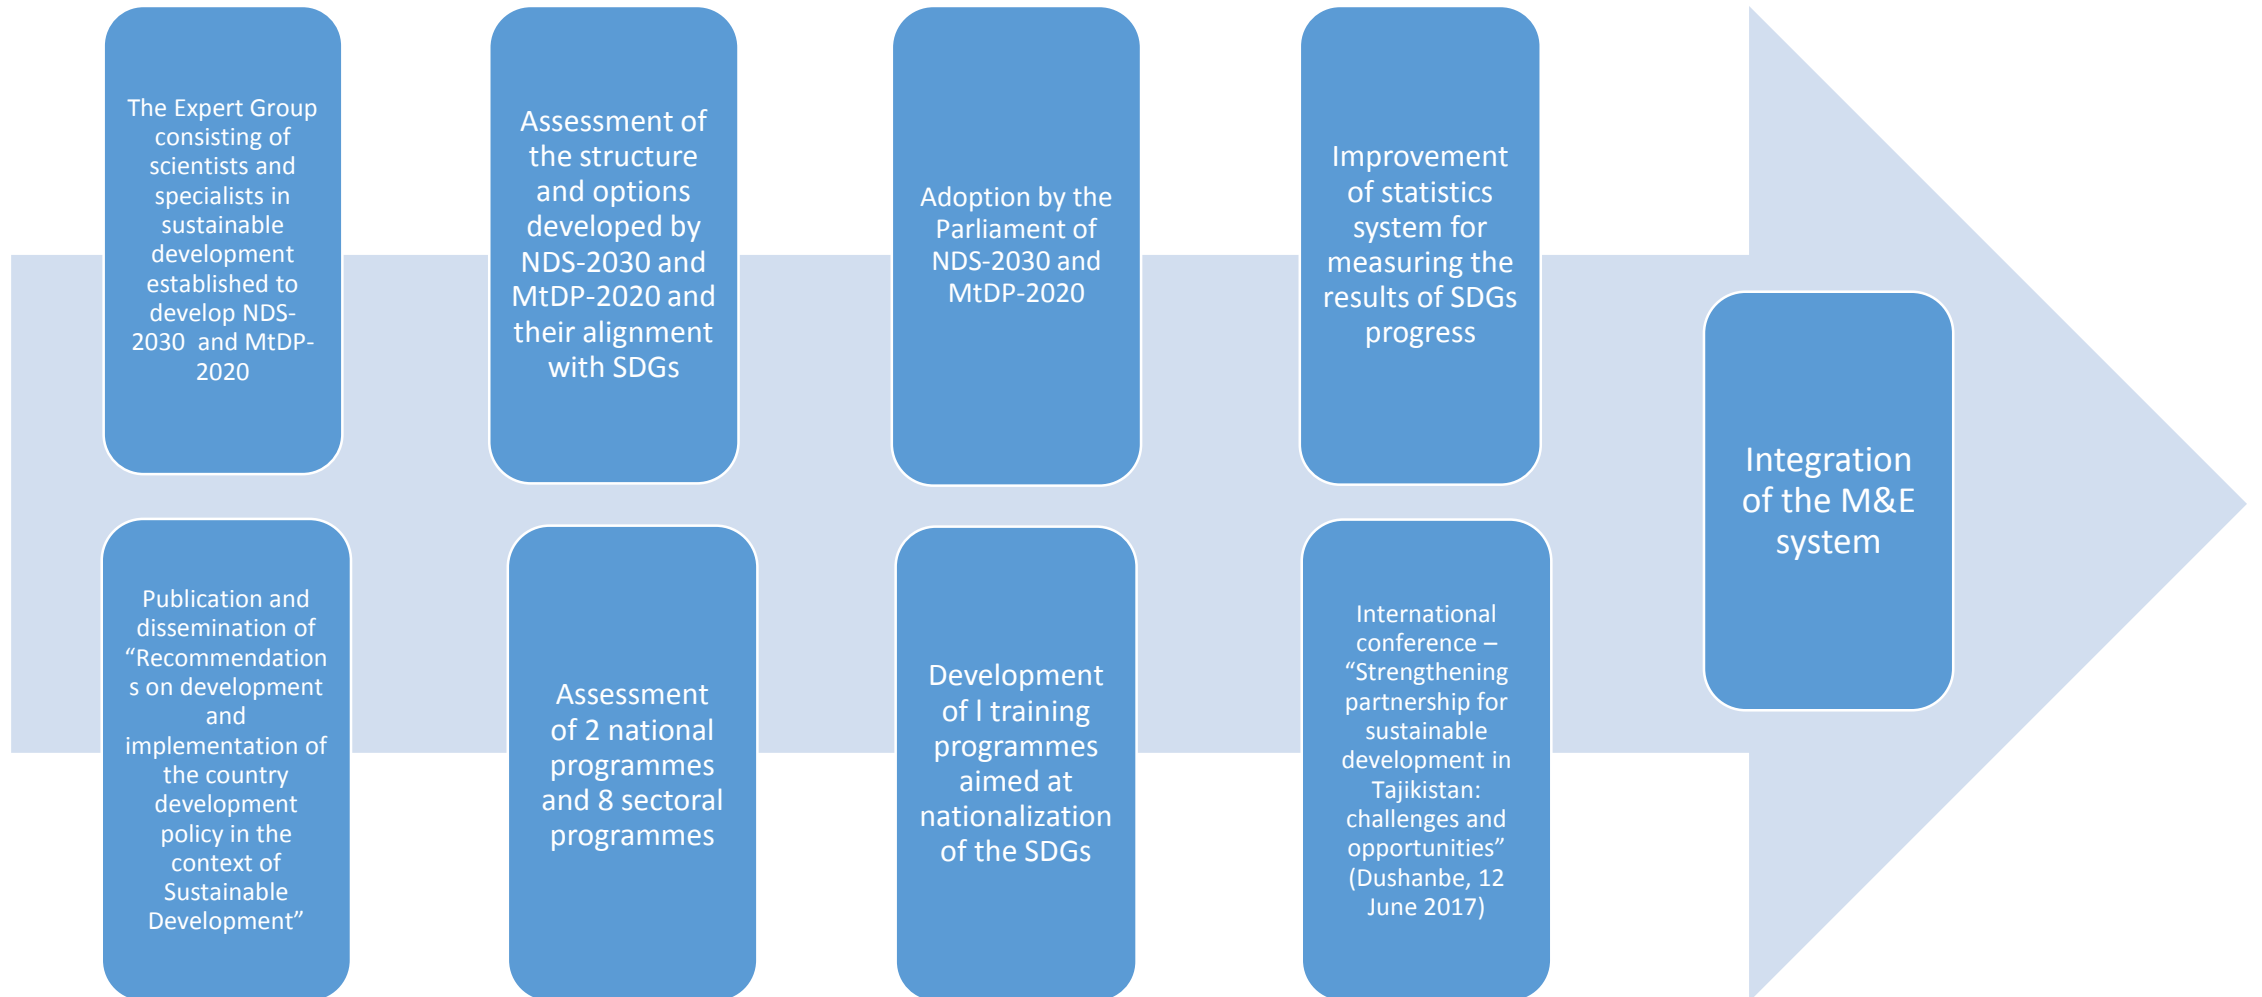 The Expert Group
consisting of
scientists and
specialists in
sustainable
development
established to
develop NDS-
2030  and MtDP-
2020
Assessment of
the structure
and options
developed by
NDS-2030 and
MtDP-2020 and
their alignment
with SDGs
Adoption by the
Parliament of
NDS-2030 and
MtDP-2020
Improvement
of statistics
system for
measuring the
results of SDGs
progress
Integration
of the M&E
system
Publication and
dissemination of
“Recommendation
s on development
and
implementation of
the country
development
policy in the
context of
Sustainable
Development”
Assessment
of 2 national
programmes
and 8 sectoral
programmes
Development
of l training
programmes
aimed at
nationalization
of the SDGs
International
conference –
“Strengthening
partnership for
sustainable
development in
Tajikistan:
challenges and
opportunities”
(Dushanbe, 12
June 2017)